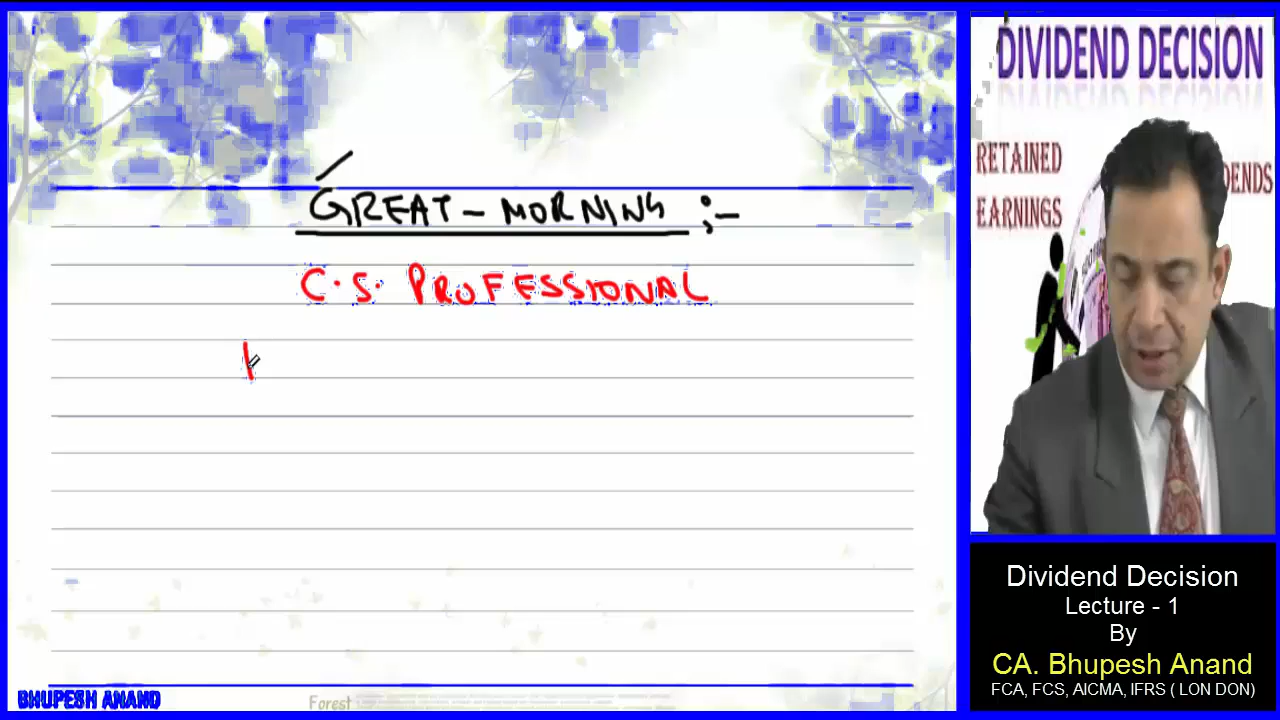 GREAT - MORNING :-
C.S. PROFESSIONAL
BHUPESH ANAND
Forest
DIVIDEND DECISION
RETAINED
EARNINGS
Dividend Decision
Lecture - 1
By
CA. Bhupesh Anand
FCA, FCS, AICMA, IFRS ( LON DON)